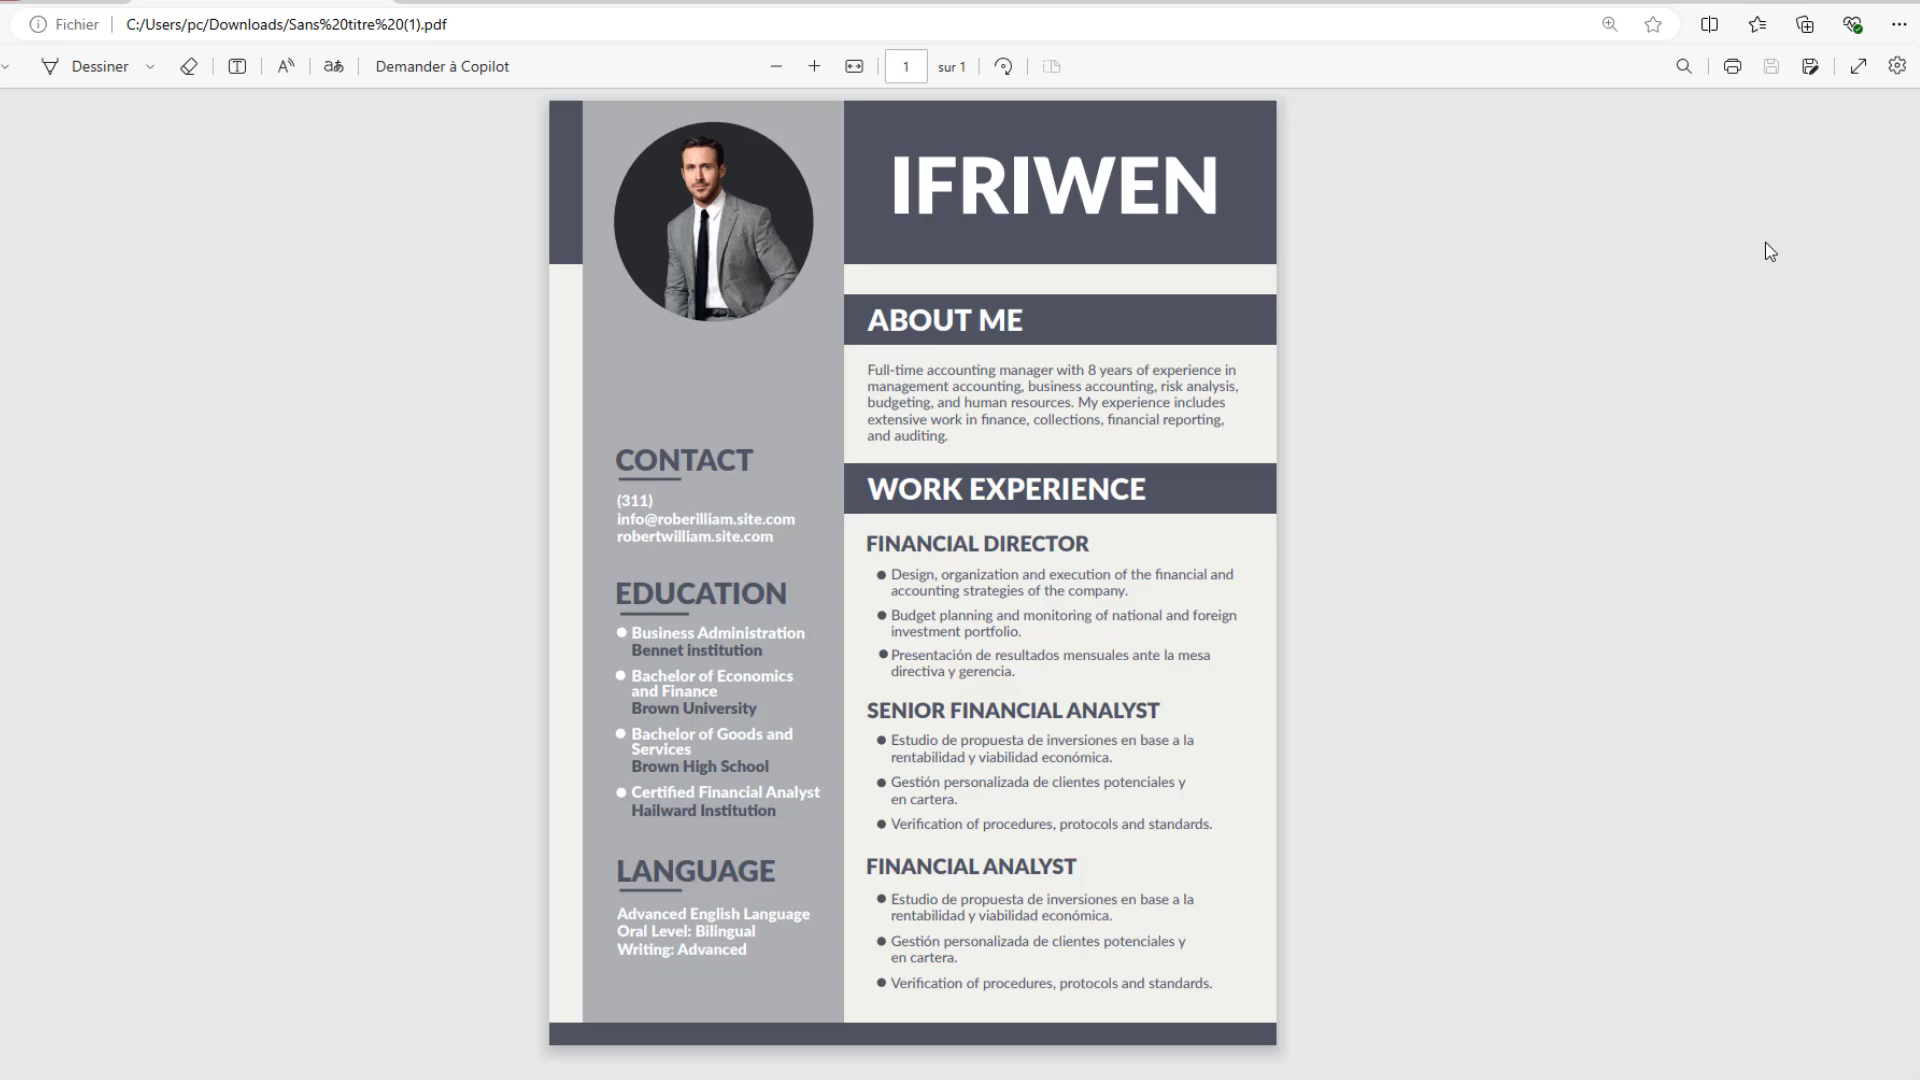 Fichier
C:/Users/pc/Downloads/Sans%20titre%20(1).pdf
Dessiner
Demander à Copilot
1
sur 1
IFRIWEN
ABOUT ME
Full-time accounting manager with 8 years of experience in
management accounting, business accounting, risk analysis,
budgeting, and human resources. My experience includes
extensive work in finance, collections, financial reporting,
and auditing.
CONTACT
(311)
info@roberilliam.site.com
robertwilliam.site.com
EDUCATION
Business Administration
Bennet institution
Bachelor of Economics
and Finance
Brown University
Bachelor of Goods and
Services
Brown High School
Certified Financial Analyst
Hailward Institution
LANGUAGE
Advanced English Language
Oral Level: Bilingual
Writing: Advanced
WORK EXPERIENCE
FINANCIAL DIRECTOR
Design, organization and execution of the financial and
accounting strategies of the company.
Budget planning and monitoring of national and foreign
investment portfolio.
Presentación de resultados mensuales ante la mesa
directiva y gerencia.
SENIOR FINANCIAL ANALYST
Estudio de propuesta de inversiones en base a la
rentabilidad y viabilidad económica.
Gestión personalizada de clientes potenciales y
en cartera.
Verification of procedures, protocols and standards.
FINANCIAL ANALYST
Estudio de propuesta de inversiones en base a la
rentabilidad y viabilidad económica.
Gestión personalizada de clientes potenciales y
en cartera.
Verification of procedures, protocols and standards.